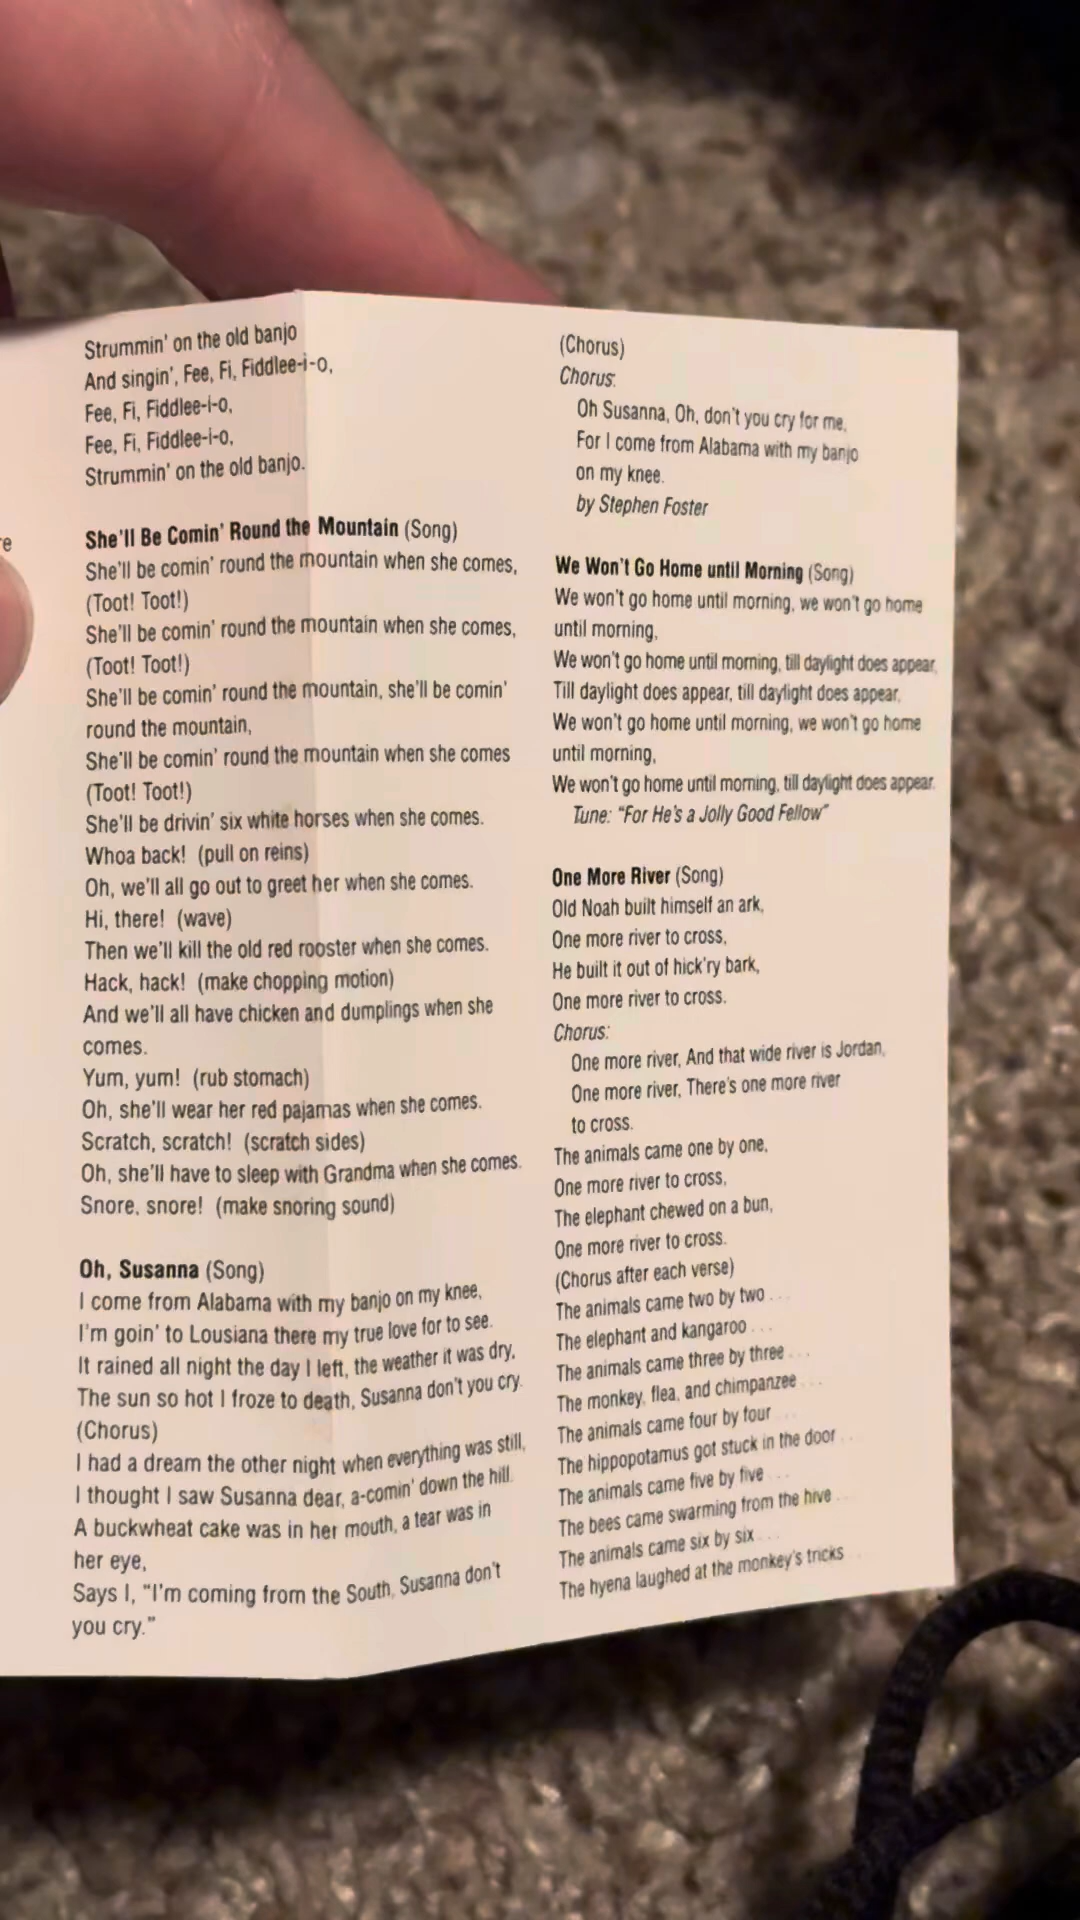 re
Strummin' on the old banjo
And singin', Fee, Fi, Fiddlee-i-o,
Fee, Fi, Fiddlee-i-o,
Fee, Fi, Fiddlee-i-o,
Strummin' on the old banjo.
She'll Be Comin' Round the Mountain (Song)
She'll be comin' round the mountain when she comes,
(Toot! Toot!)
She'll be comin' round the mountain when she comes,
(Toot! Toot!)
She'll be comin' round the mountain, she'll be comin'
round the mountain,
She'll be comin' round the mountain when she comes
(Toot! Toot!)
She'll be drivin' six white horses when she comes.
Whoa back! (pull on reins)
Oh, we'll all go out to greet her when she comes.
Hi, there! (wave)
Then we'll kill the old red rooster when she comes.
Hack, hack! (make chopping motion)
And we'll all have chicken and dumplings when she
comes.
Yum, yum! (rub stomach)
Oh, she'll wear her red pajamas when she comes.
Scratch, scratch! (scratch sides)
Oh, she'll have to sleep with Grandma when she comes.
Snore, snore! (make snoring sound)
Oh, Susanna (Song)
I come from Alabama with my banjo on my knee,
I'm goin' to Lousiana there my true love for to see.
It rained all night the day I left, the weather it was dry,
The sun so hot I froze to death, Susanna don't you cry.
(Chorus)
I had a dream the other night when everything was still,
I thought I saw Susanna dear, a-comin' down the hill.
A buckwheat cake was in her mouth, a tear was in
her eye,
Says I, "I'm coming from the South, Susanna don't
you cry."
(Chorus)
Chorus:
Oh Susanna, Oh, don't you cry for me,
For I come from Alabama with my banjo
on my knee.
by Stephen Foster
We Won't Go Home until Morning (Song)
We won't go home until morning, we won't go home
until morning,
We won't go home until morning, till daylight does appear,
Till daylight does appear, till daylight does appear,
We won't go home until morning, we won't go home
until morning,
We won't go home until morning, till daylight does appear.
Tune: "For He's a Jolly Good Fellow"
One More River (Song)
Old Noah built himself an ark,
One more river to cross,
He built it out of hick'ry bark,
One more river to cross.
Chorus:
One more river, And that wide river is Jordan,
One more river, There's one more river
to cross.
The animals came one by one,
One more river to cross,
The elephant chewed on a bun,
One more river to cross.
(Chorus after each verse)
The animals came two by two . . .
The elephant and kangaroo . . .
The animals came three by three . . .
The monkey, flea, and chimpanzee . . .
The animals came four by four . . .
The hippopotamus got stuck in the door . . .
The animals came five by five . . .
The bees came swarming from the hive . . .
The animals came six by six . . .
The hyena laughed at the monkey's tricks . . .